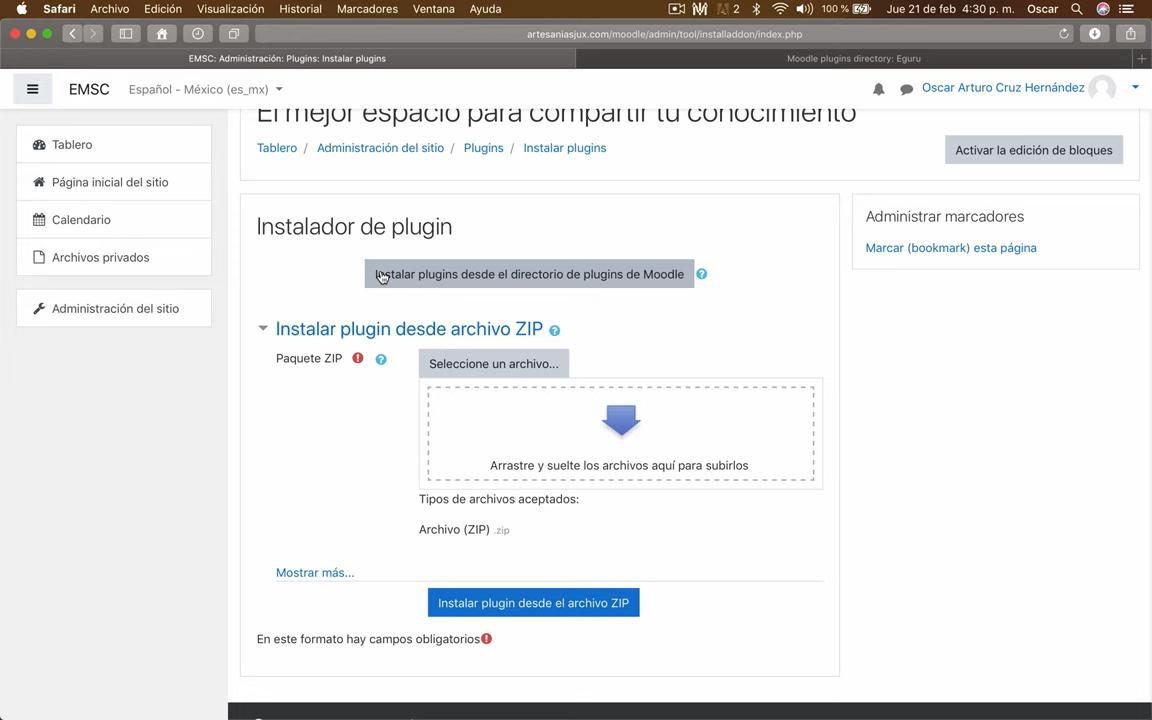 Safari Archivo Edición Visualización Historial Marcadores Ventana Ayuda 2 100 % Jue 21 de feb 4:30 p. m. Oscar
artesaniasjux.com/moodle/admin/tool/installaddon/index.php
EMSC: Administración: Plugins: Instalar plugins
Moodle plugins directory: Eguru
EMSC Español - México (es_mx)
Oscar Arturo Cruz Hernández
El mejor espacio para compartir tu conocimiento
Tablero / Administración del sitio / Plugins / Instalar plugins
Activar la edición de bloques
Tablero
Página inicial del sitio
Calendario
Archivos privados
Administración del sitio
Instalador de plugin
Instalar plugins desde el directorio de plugins de Moodle ?
Instalar plugin desde archivo ZIP ?
Paquete ZIP ! ?
Seleccione un archivo...
Arrastre y suelte los archivos aquí para subirlos
Tipos de archivos aceptados:
Archivo (ZIP) .zip
Mostrar más...
Instalar plugin desde el archivo ZIP
En este formato hay campos obligatorios !
Administrar marcadores
Marcar (bookmark) esta página